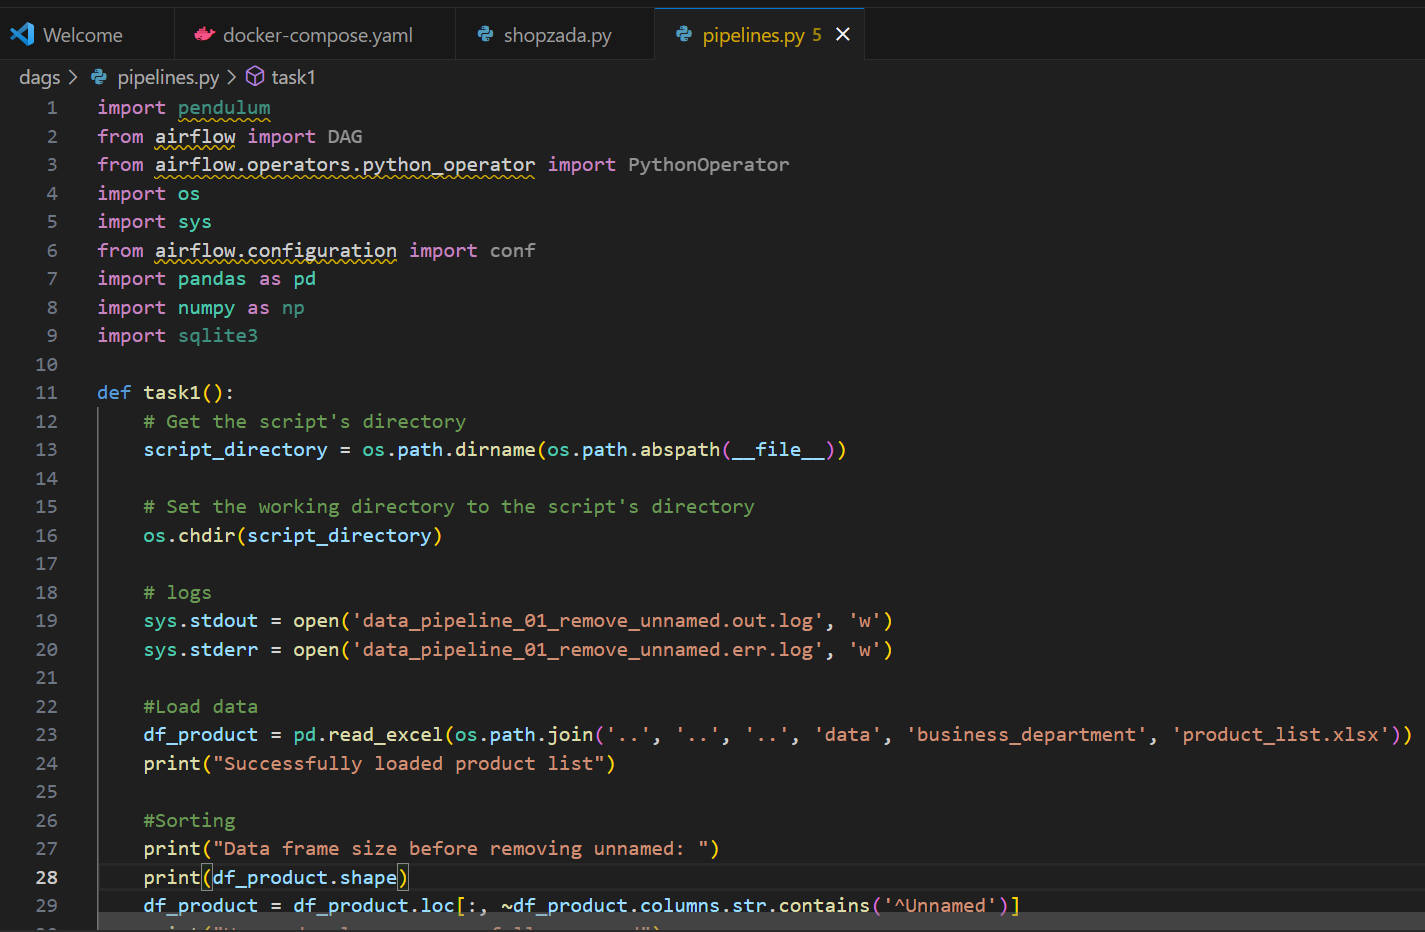 Welcome docker-compose.yaml shopzada.py pipelines.py 5
dags > pipelines.py > task1
1 import pendulum
2 from airflow import DAG
3 from airflow.operators.python_operator import PythonOperator
4 import os
5 import sys
6 from airflow.configuration import conf
7 import pandas as pd
8 import numpy as np
9 import sqlite3
10
11 def task1():
12 # Get the script's directory
13 script_directory = os.path.dirname(os.path.abspath(__file__))
14
15 # Set the working directory to the script's directory
16 os.chdir(script_directory)
17
18 # logs
19 sys.stdout = open('data_pipeline_01_remove_unnamed.out.log', 'w')
20 sys.stderr = open('data_pipeline_01_remove_unnamed.err.log', 'w')
21
22 #Load data
23 df_product = pd.read_excel(os.path.join('..', '..', '..', 'data', 'business_department', 'product_list.xlsx'))
24 print("Successfully loaded product list")
25
26 #Sorting
27 print("Data frame size before removing unnamed: ")
28 print(df_product.shape)
29 df_product = df_product.loc[:, ~df_product.columns.str.contains('^Unnamed')]